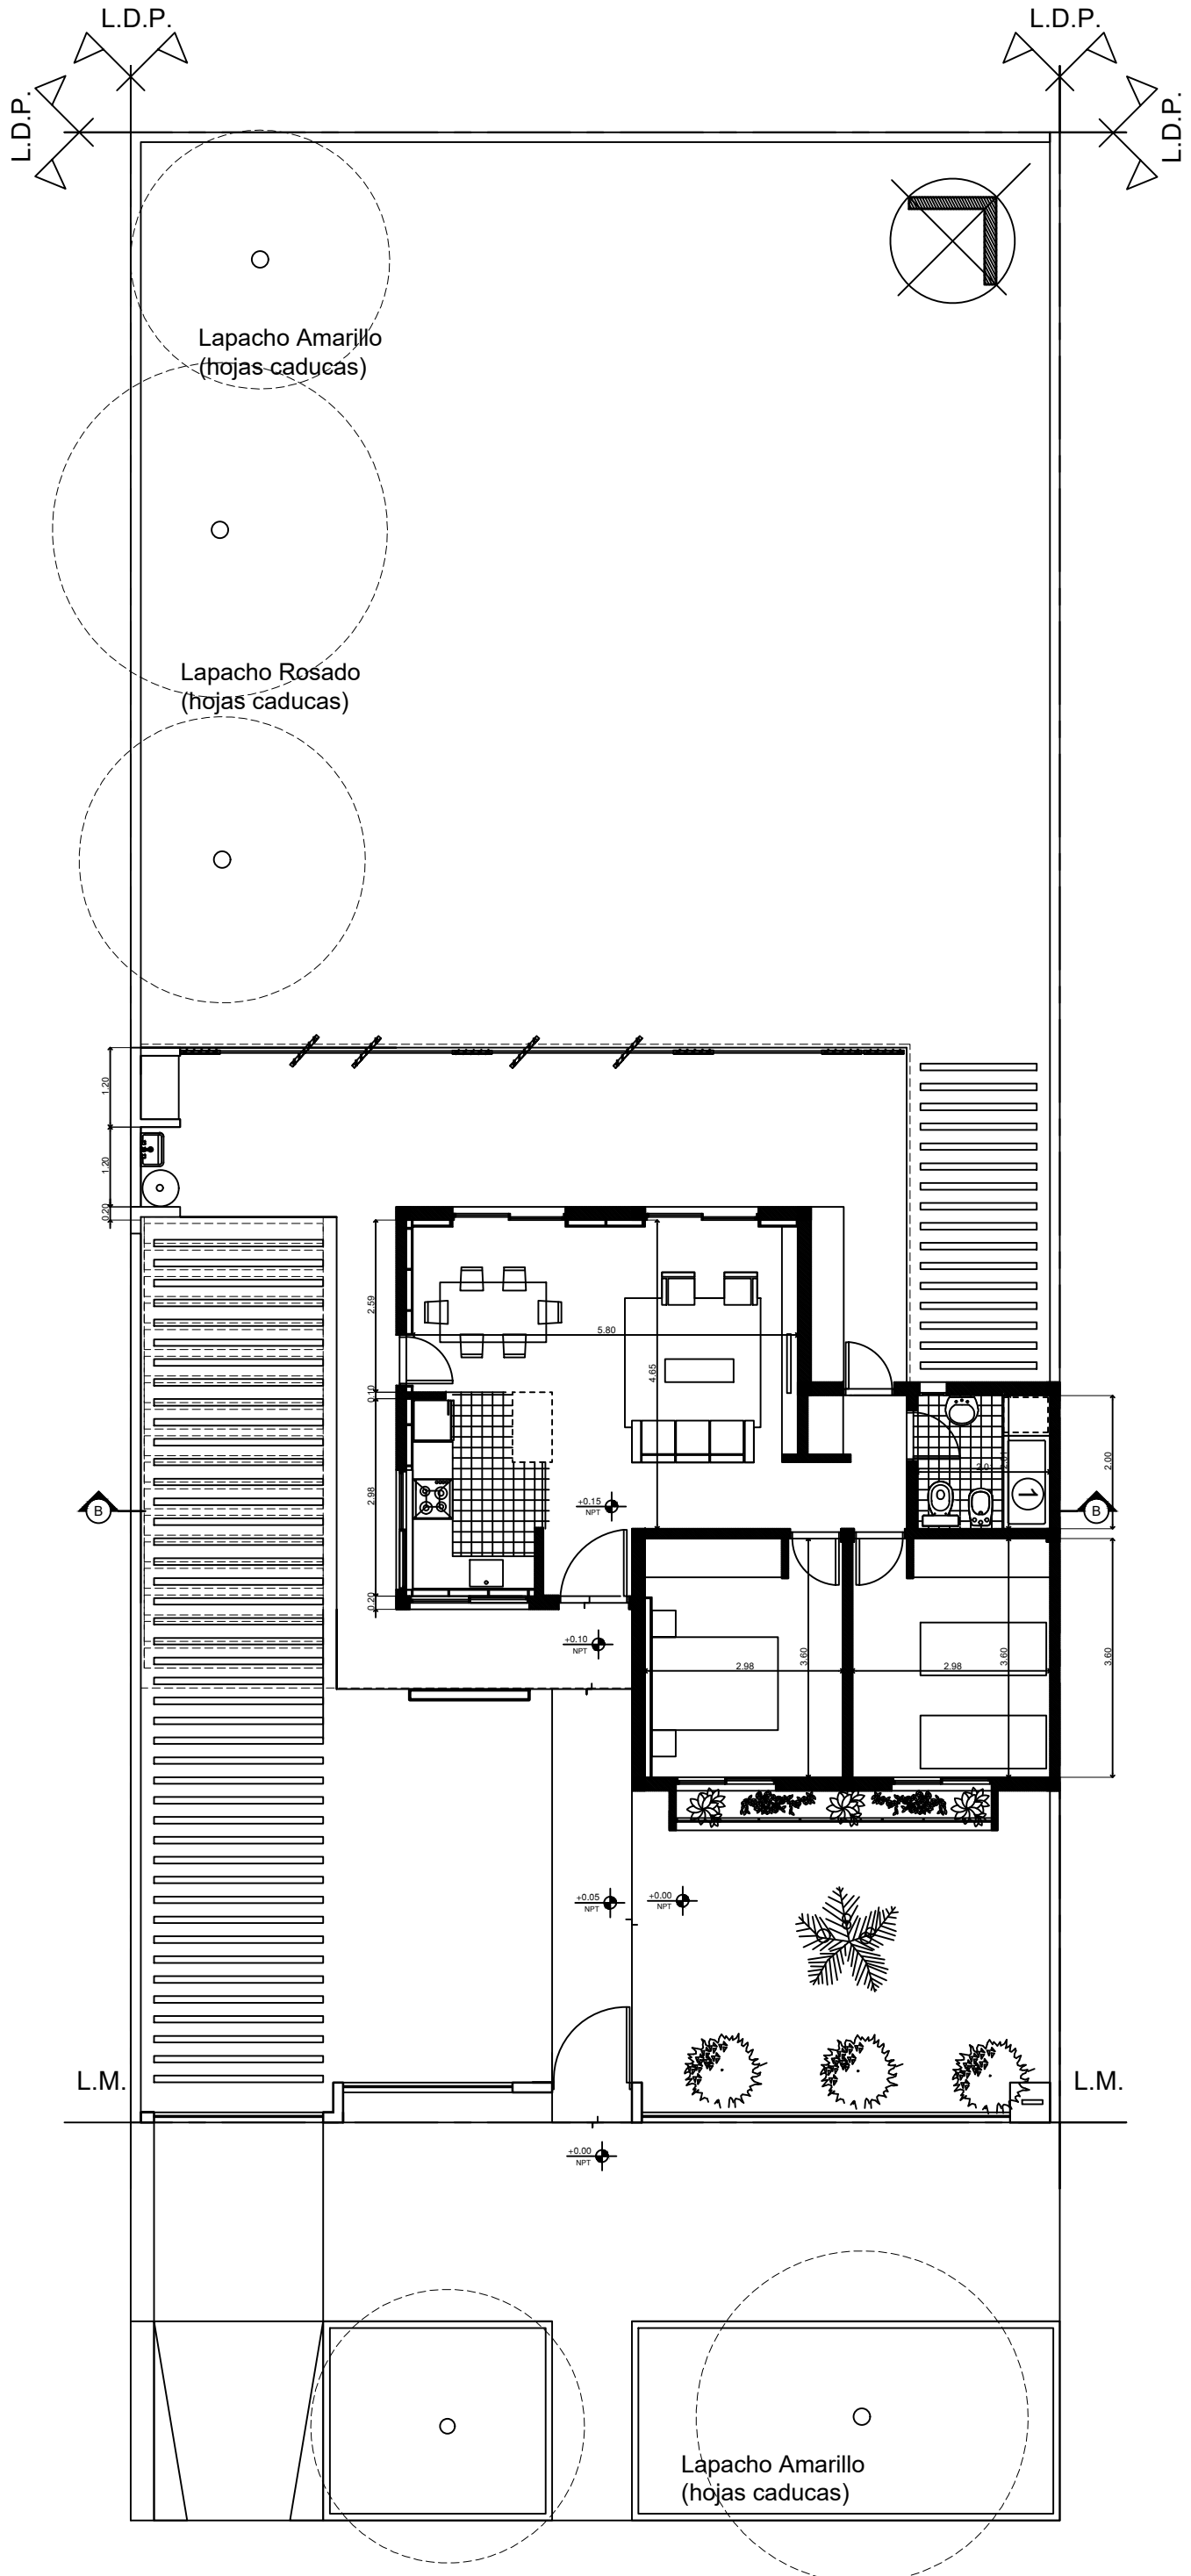 L.D.P.
L.D.P.
L.D.P.
L.D.P.
Lapacho Amarillo
(hojas caducas)
Lapacho Rosado
(hojas caducas)
1.20
1.20
0.20
2.59
5.80
4.65
0.10
2.98
2.01
2.00
1
B
B
+0.15
NPT
0.20
+0.10
NPT
2.98
3.60
2.98
3.60
3.60
+0.05
NPT
+0.00
NPT
L.M.
L.M.
+0.00
NPT
Lapacho Amarillo
(hojas caducas)